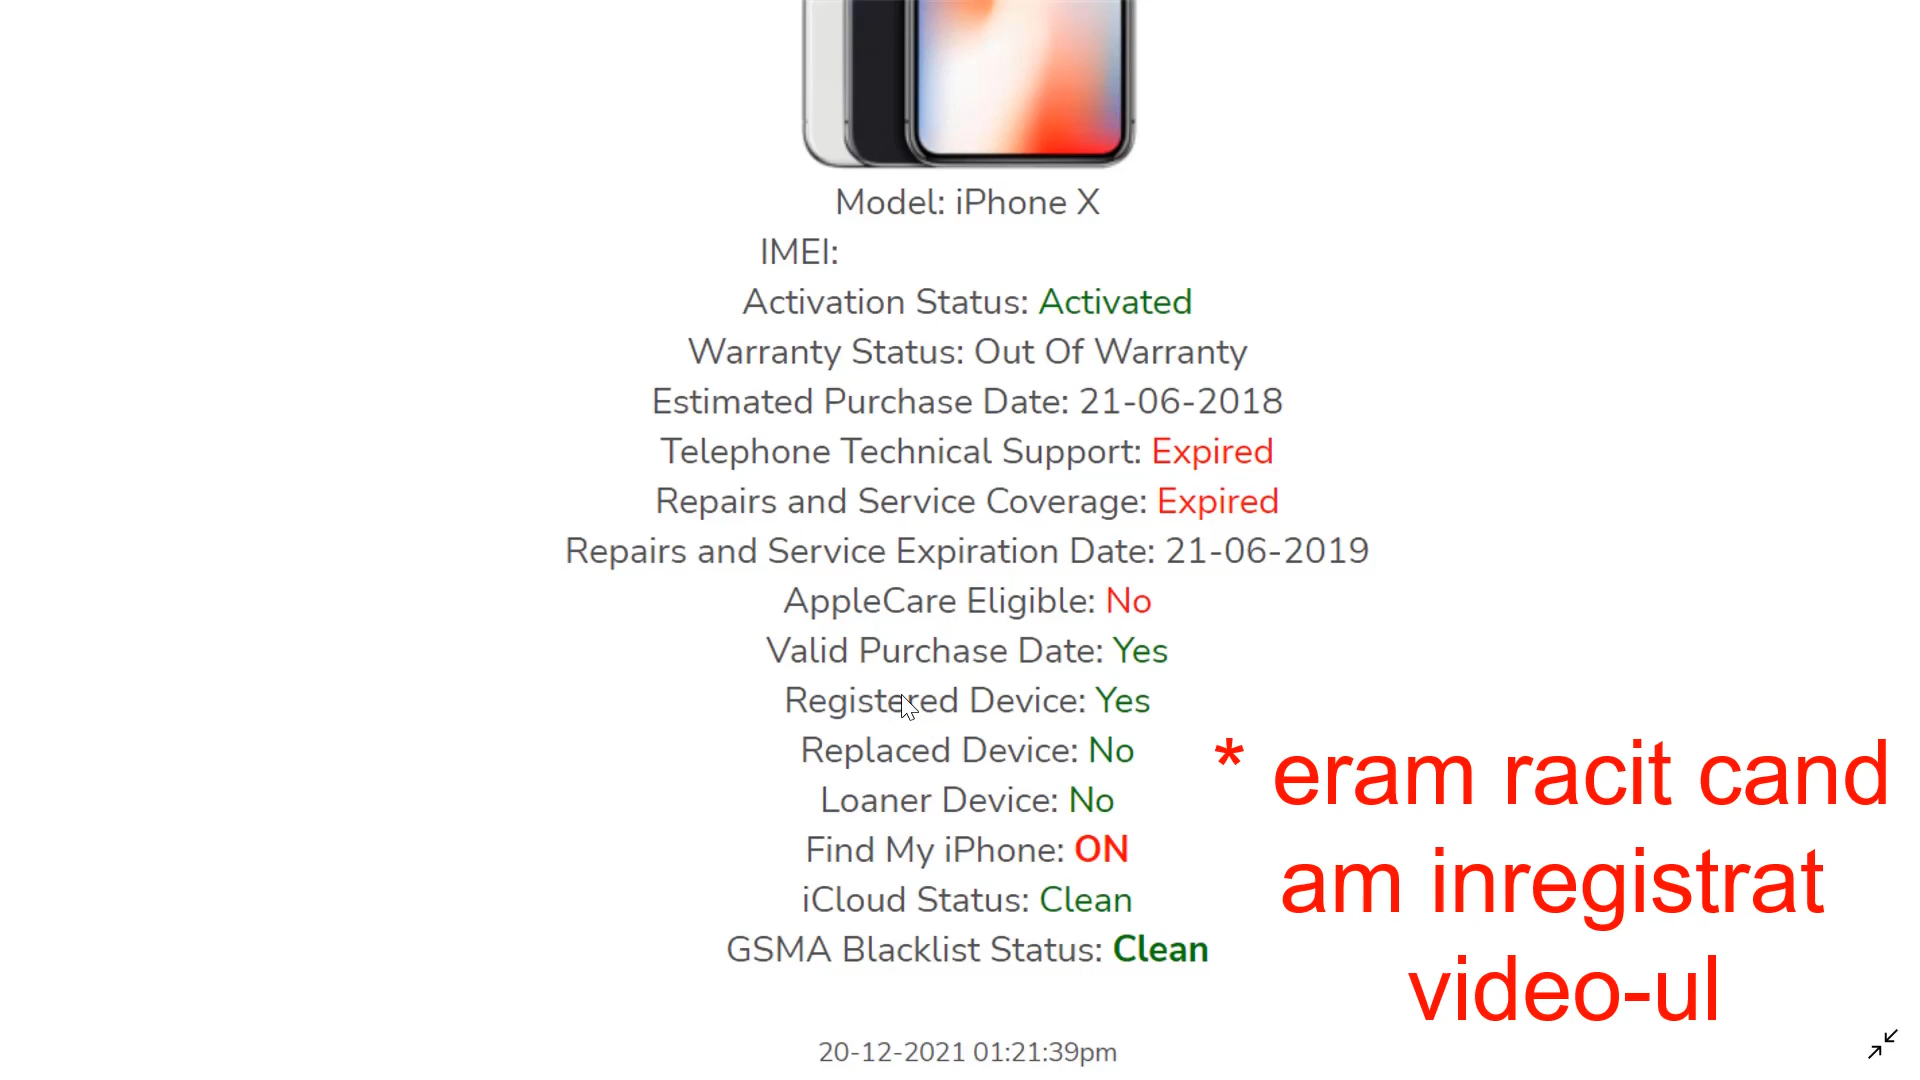 Model: iPhone X
IMEI:
Activation Status: Activated
Warranty Status: Out Of Warranty
Estimated Purchase Date: 21-06-2018
Telephone Technical Support: Expired
Repairs and Service Coverage: Expired
Repairs and Service Expiration Date: 21-06-2019
AppleCare Eligible: No
Valid Purchase Date: Yes
Registered Device: Yes
Replaced Device: No
Loaner Device: No
Find My iPhone: ON
iCloud Status: Clean
GSMA Blacklist Status: Clean
20-12-2021 01:21:39pm
* eram racit cand
am inregistrat
video-ul